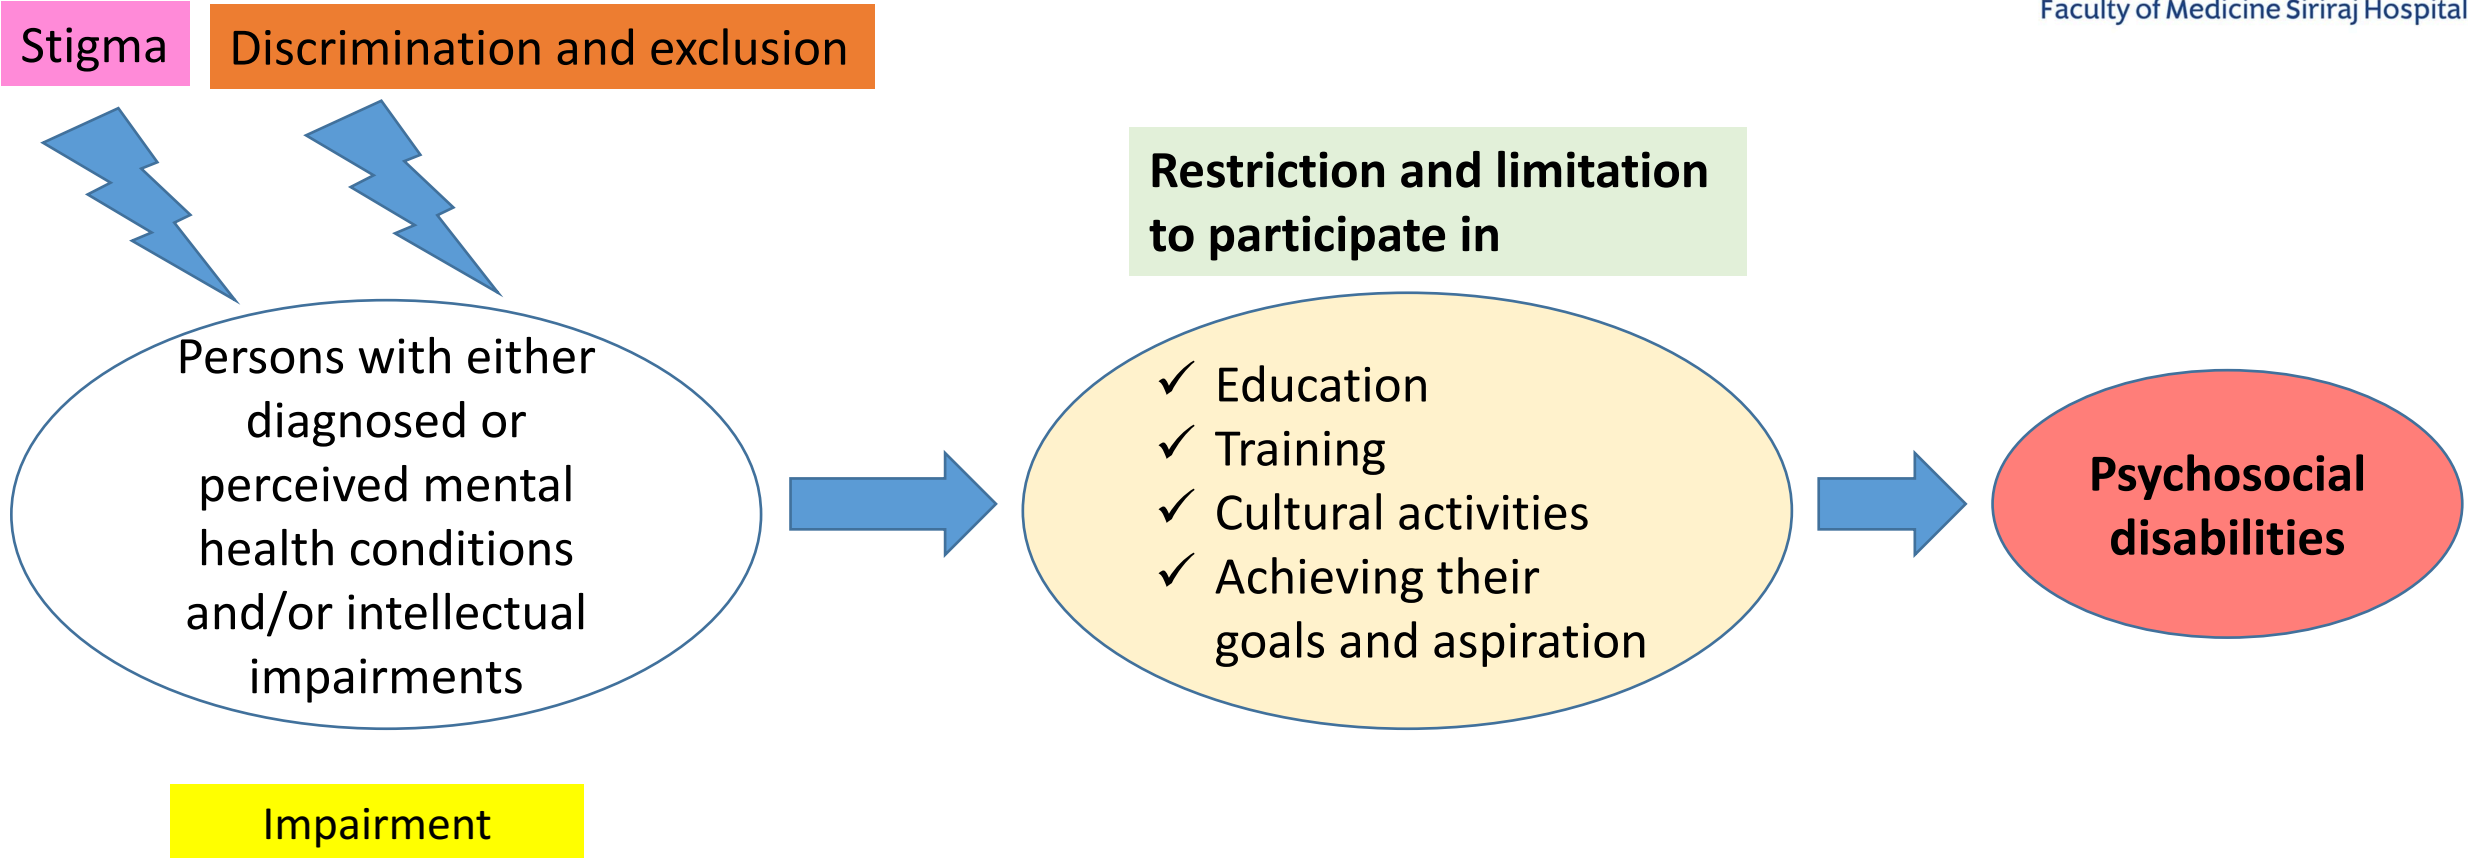 Faculty of Medicine Siriraj Hospital
Stigma
Discrimination and exclusion
Persons with either
diagnosed or
perceived mental
health conditions
and/or intellectual
impairments
Impairment
Restriction and limitation
to participate in
✓ Education
✓ Training
✓ Cultural activities
✓ Achieving their
goals and aspiration
Psychosocial
disabilities